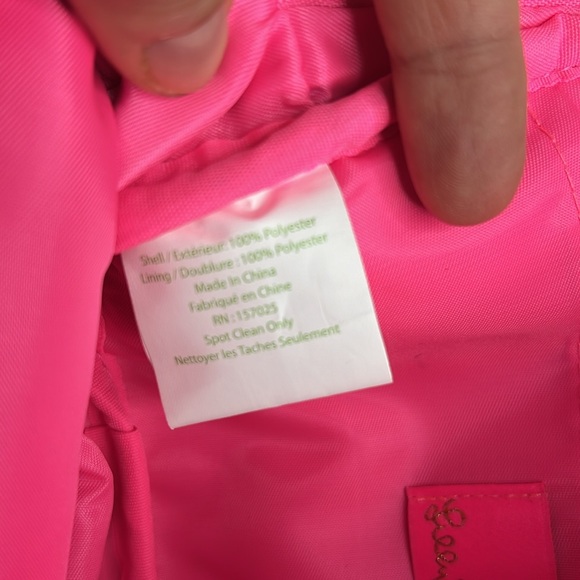 Shell / Extérieur: 100% Polyester
Lining / Doublure : 100% Polyester
Made In China
Fabriqué en Chine
RN : 157025
Spot Clean Only
Nettoyer les Taches Seulement
Lilly